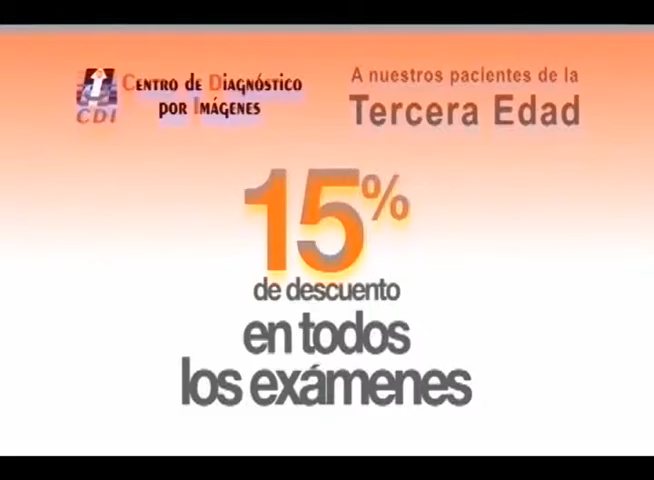 CENTRO DE DIAGNÓSTICO
POR IMÁGENES
CDI
A nuestros pacientes de la
Tercera Edad
15%
de descuento
en todos
los exámenes